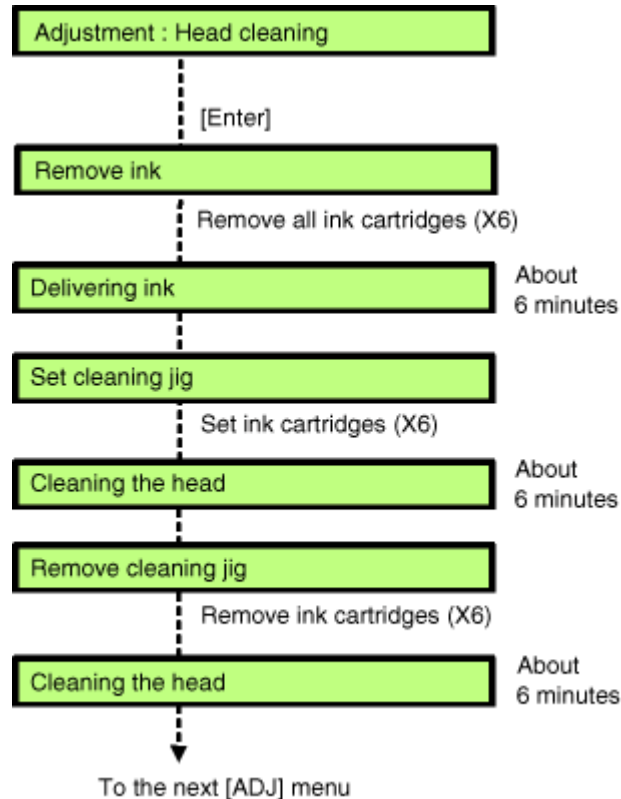 Adjustment : Head cleaning
[Enter]
Remove ink
Remove all ink cartridges (X6)
Delivering ink
About
6 minutes
Set cleaning jig
Set ink cartridges (X6)
Cleaning the head
About
6 minutes
Remove cleaning jig
Remove ink cartridges (X6)
Cleaning the head
About
6 minutes
To the next [ADJ] menu